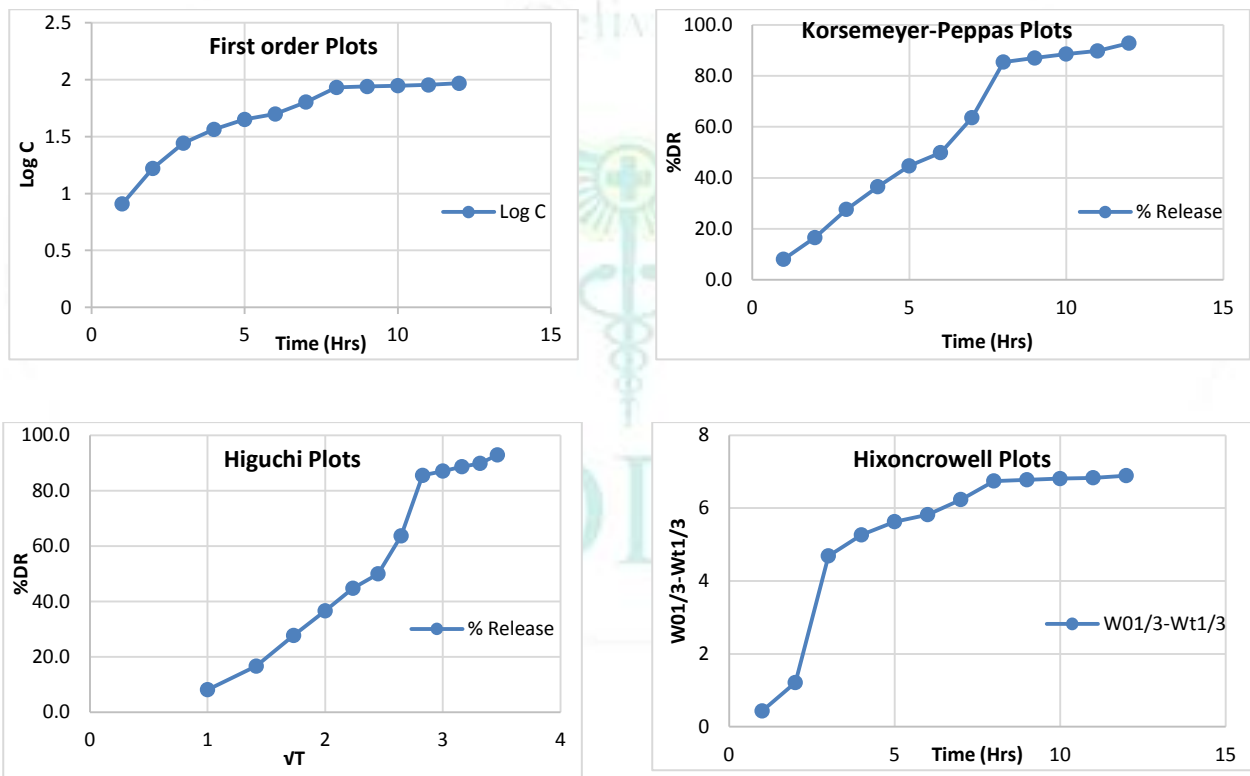 First order Plots
2.5
2
1.5
1
0.5
0
Log C
Log C
0 5 10 15
Time (Hrs)
Korsemeyer-Peppas Plots
100.0
80.0
60.0
40.0
20.0
0.0
%DR
% Release
0 5 10 15
Time (Hrs)
Higuchi Plots
100.0
80.0
60.0
40.0
20.0
0.0
%DR
% Release
0 1 2 3 4
√T
Hixoncrowell Plots
8
6
4
2
0
W01/3-Wt1/3
W01/3-Wt1/3
0 5 10 15
Time (Hrs)